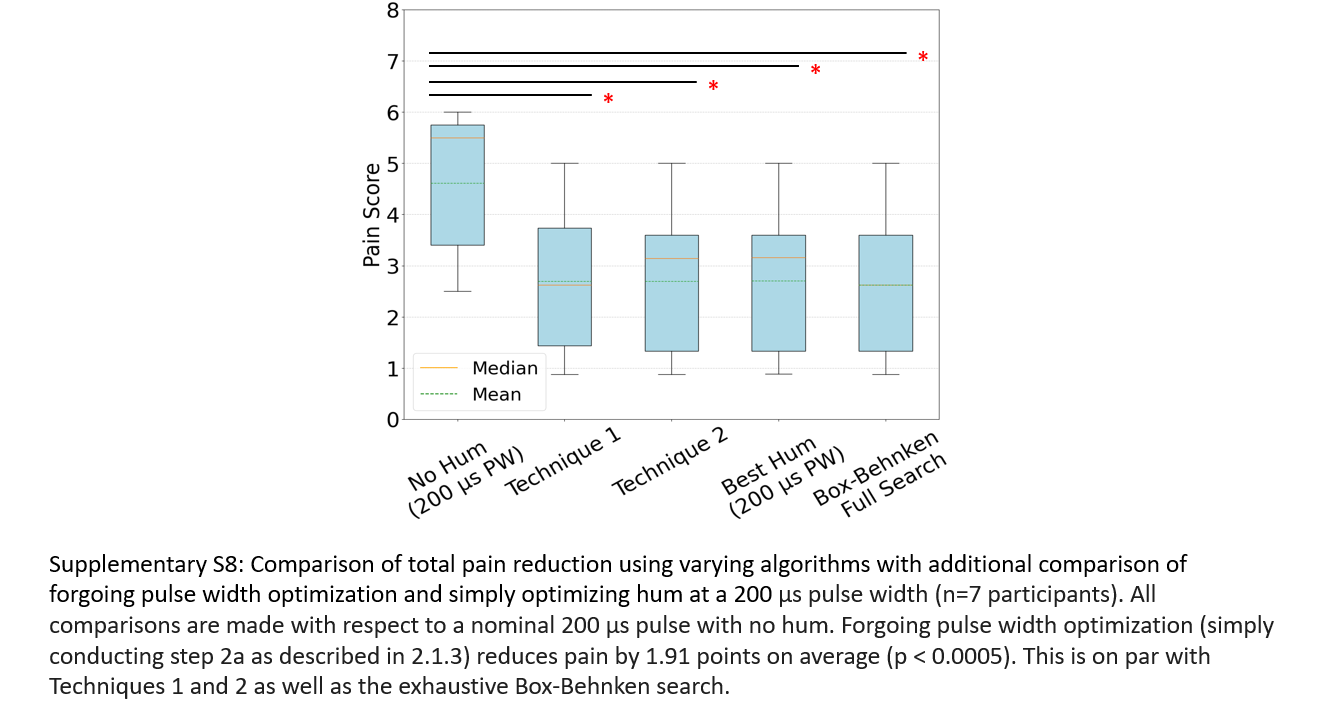 8
7
6
5
4
3
2
1
0
Pain Score
*
*
*
*
Median
Mean
No Hum
(200 μs PW)
Technique 1
Technique 2
Best Hum
(200 μs PW)
Box-Behnken
Full Search
Supplementary S8: Comparison of total pain reduction using varying algorithms with additional comparison of
forgoing pulse width optimization and simply optimizing hum at a 200 μs pulse width (n=7 participants). All
comparisons are made with respect to a nominal 200 μs pulse with no hum. Forgoing pulse width optimization (simply
conducting step 2a as described in 2.1.3) reduces pain by 1.91 points on average (p < 0.0005). This is on par with
Techniques 1 and 2 as well as the exhaustive Box-Behnken search.